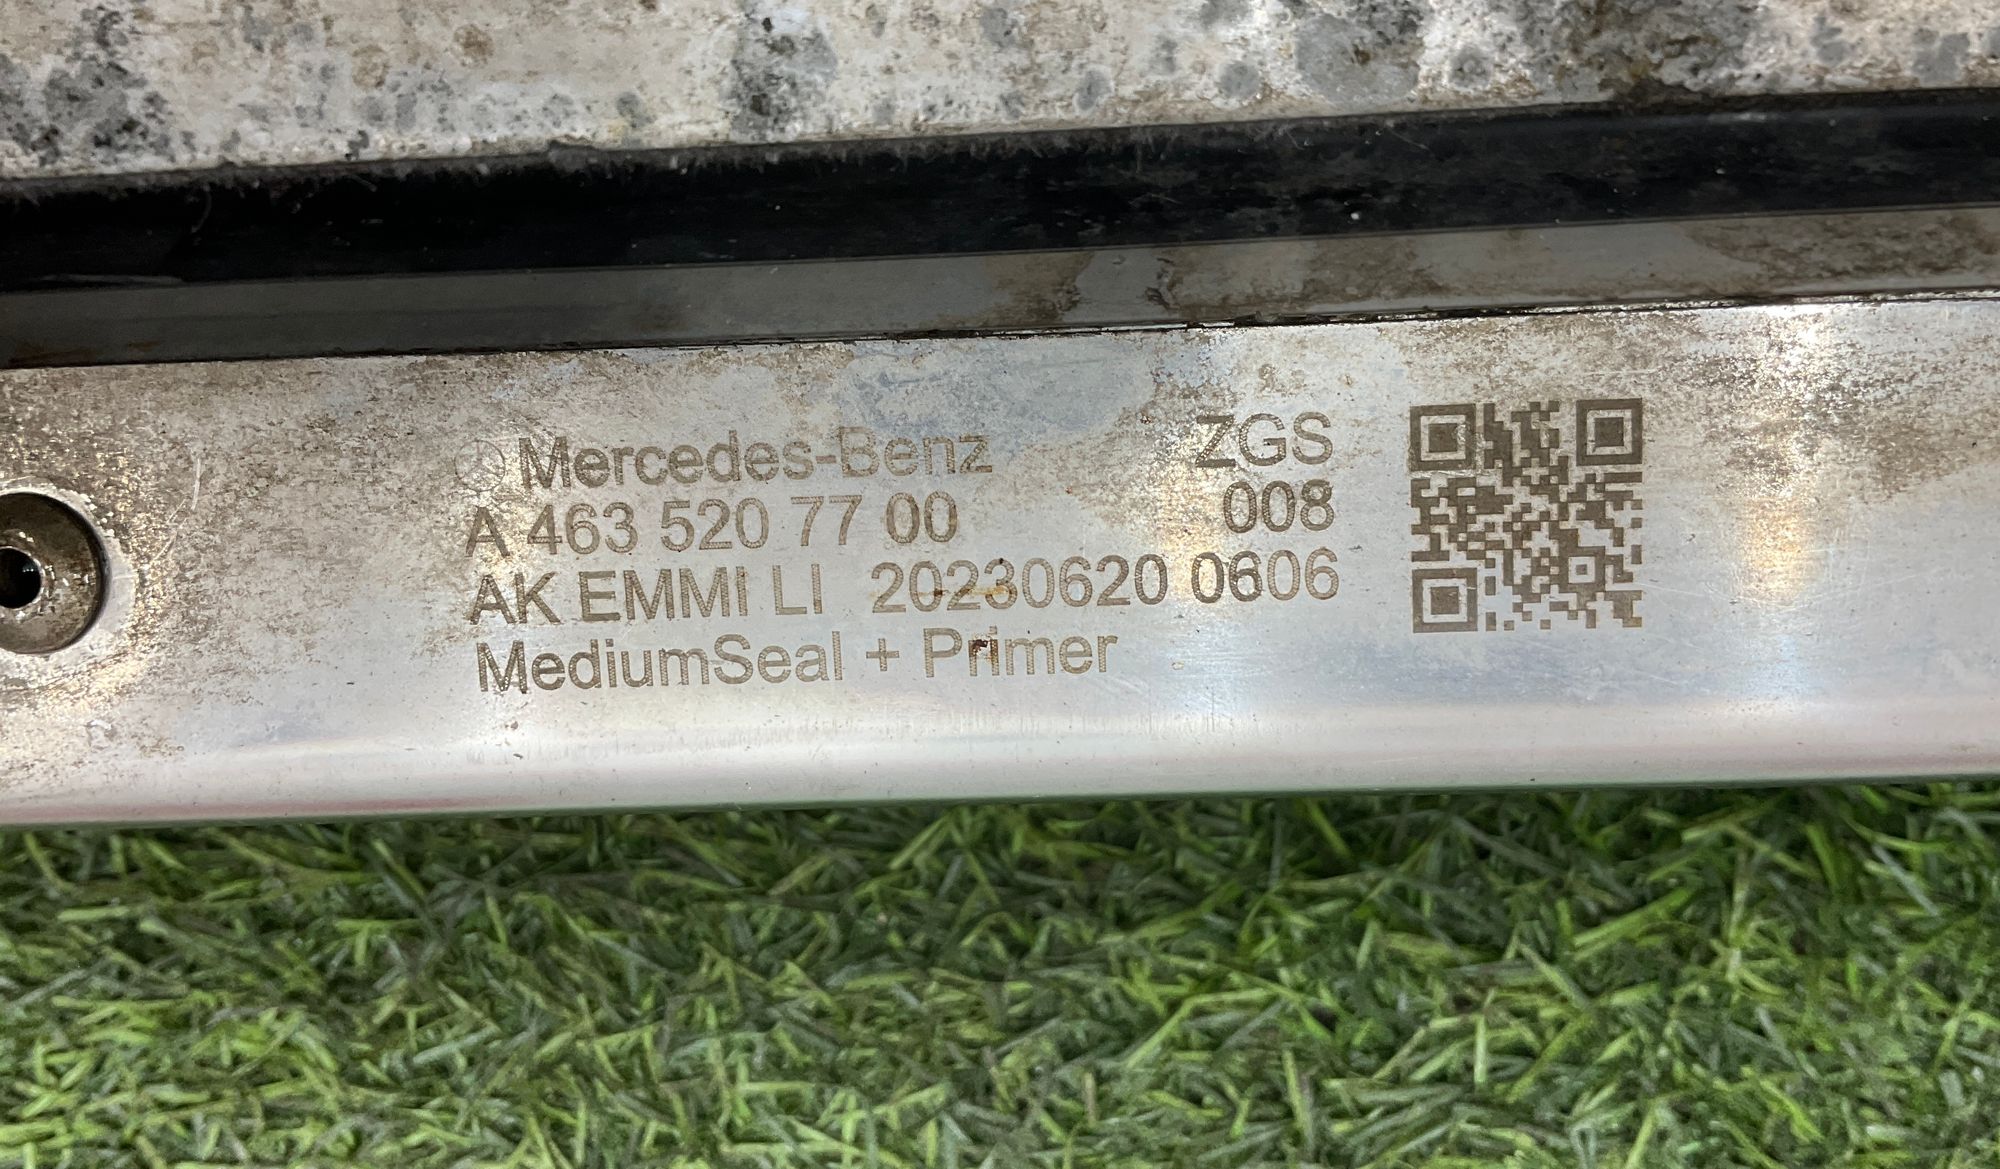 Mercedes-Benz ZGS
A 463 520 77 00 008
AK EMMI LI 20230620 0606
MediumSeal + Primer